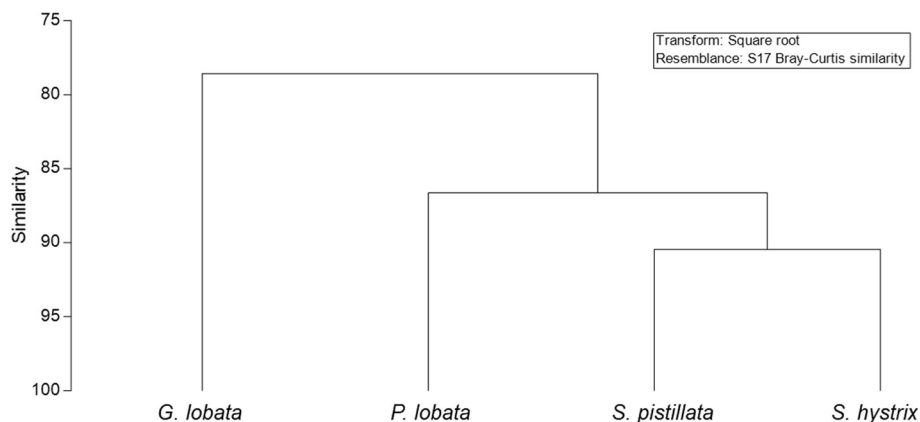 75
Transform: Square root
Resemblance: S17 Bray-Curtis similarity
80
85
Similarity
90
95
100
G. lobata P. lobata S. pistillata S. hystrix